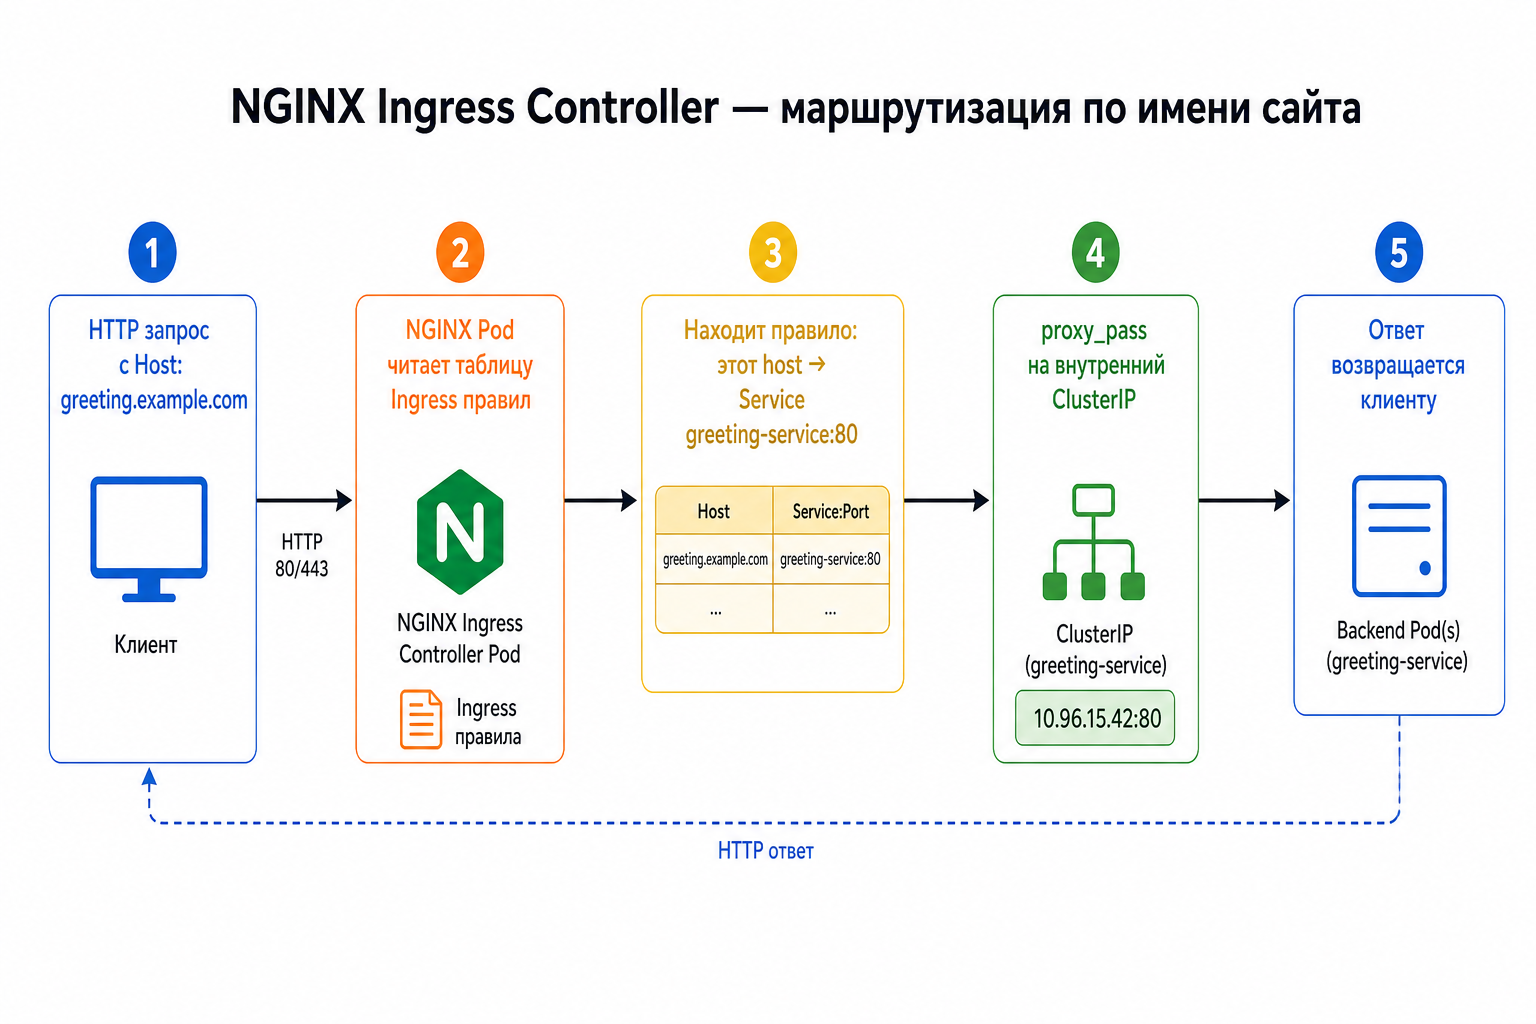 NGINX Ingress Controller — маршрутизация по имени сайта
1
HTTP запрос
с Host:
greeting.example.com
Клиент
HTTP
80/443
2
NGINX Pod
читает таблицу
Ingress правил
N
NGINX Ingress
Controller Pod
Ingress
правила
3
Находит правило:
этот host →
Service
greeting-service:80
Host Service:Port
greeting.example.com greeting-service:80
... ...
4
proxy_pass
на внутренний
ClusterIP
ClusterIP
(greeting-service)
10.96.15.42:80
5
Ответ
возвращается
клиенту
Backend Pod(s)
(greeting-service)
HTTP ответ